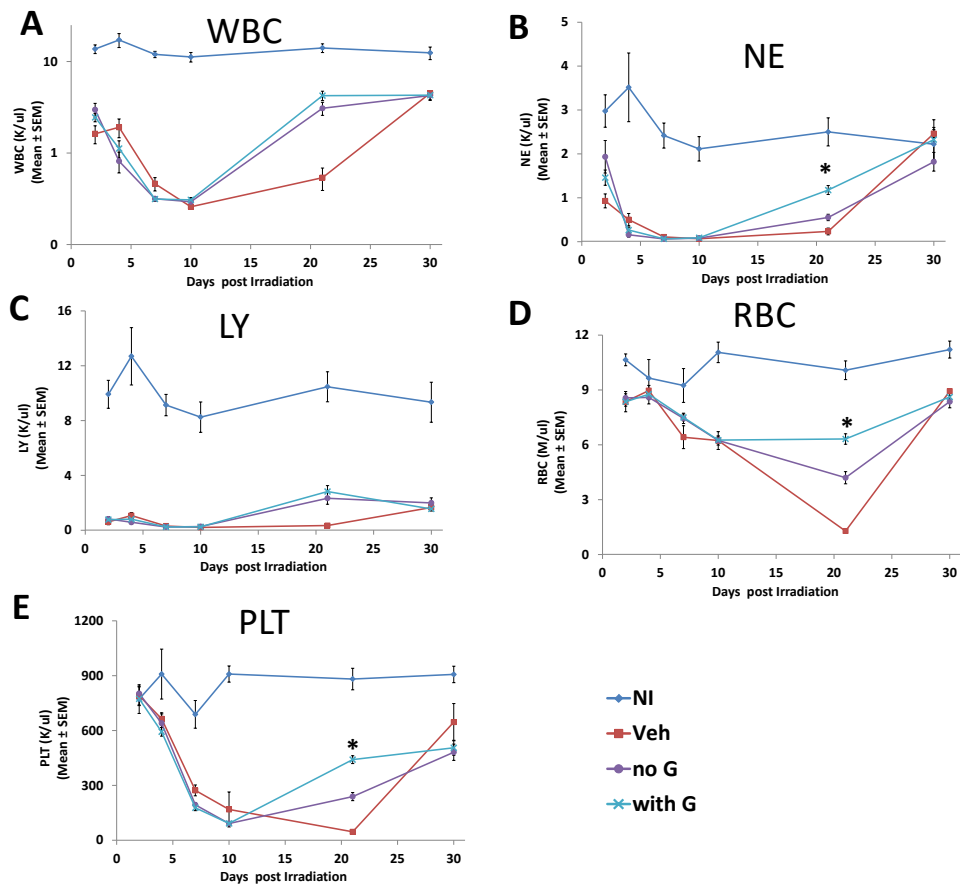 A
WBC
WBC (K/ul)
(Mean ± SEM)
10
1
0
0 5 10 15 20 25 30
Days post Irradiation
B
NE
NE (K/ul)
(Mean ± SEM)
5
4
3
2
1
0
*
0 5 10 15 20 25 30
Days post Irradiation
C
LY
LY (K/ul)
(Mean ± SEM)
16
12
8
4
0
0 5 10 15 20 25 30
Days post Irradiation
D
RBC
RBC (M/ul)
(Mean ± SEM)
12
9
6
3
0
*
0 5 10 15 20 25 30
Days post Irradiation
E
PLT
PLT (K/ul)
(Mean ± SEM)
1200
900
600
300
0
*
0 5 10 15 20 25 30
Days post Irradiation
NI
Veh
no G
with G